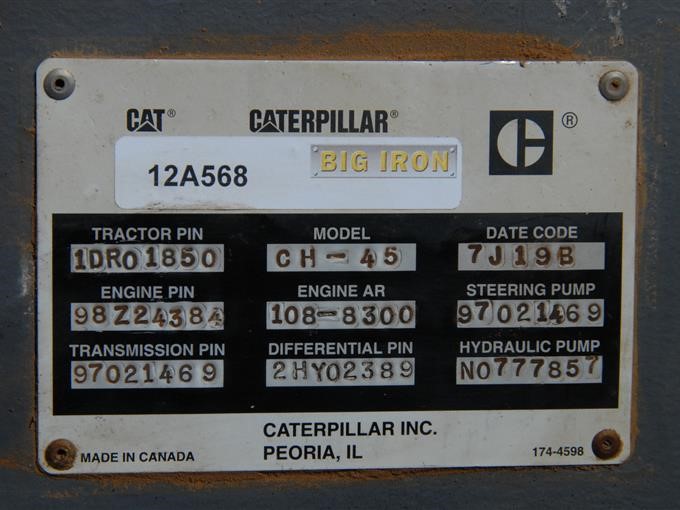 CAT® CATERPILLAR® ®
12A568 BIG IRON
TRACTOR PIN MODEL DATE CODE
1DR01850 CH-45 7J19B
ENGINE PIN ENGINE AR STEERING PUMP
98Z24384 108-8300 97021469
TRANSMISSION PIN DIFFERENTIAL PIN HYDRAULIC PUMP
97021469 2HY02389 NO777857
CATERPILLAR INC.
MADE IN CANADA PEORIA, IL 174-4598